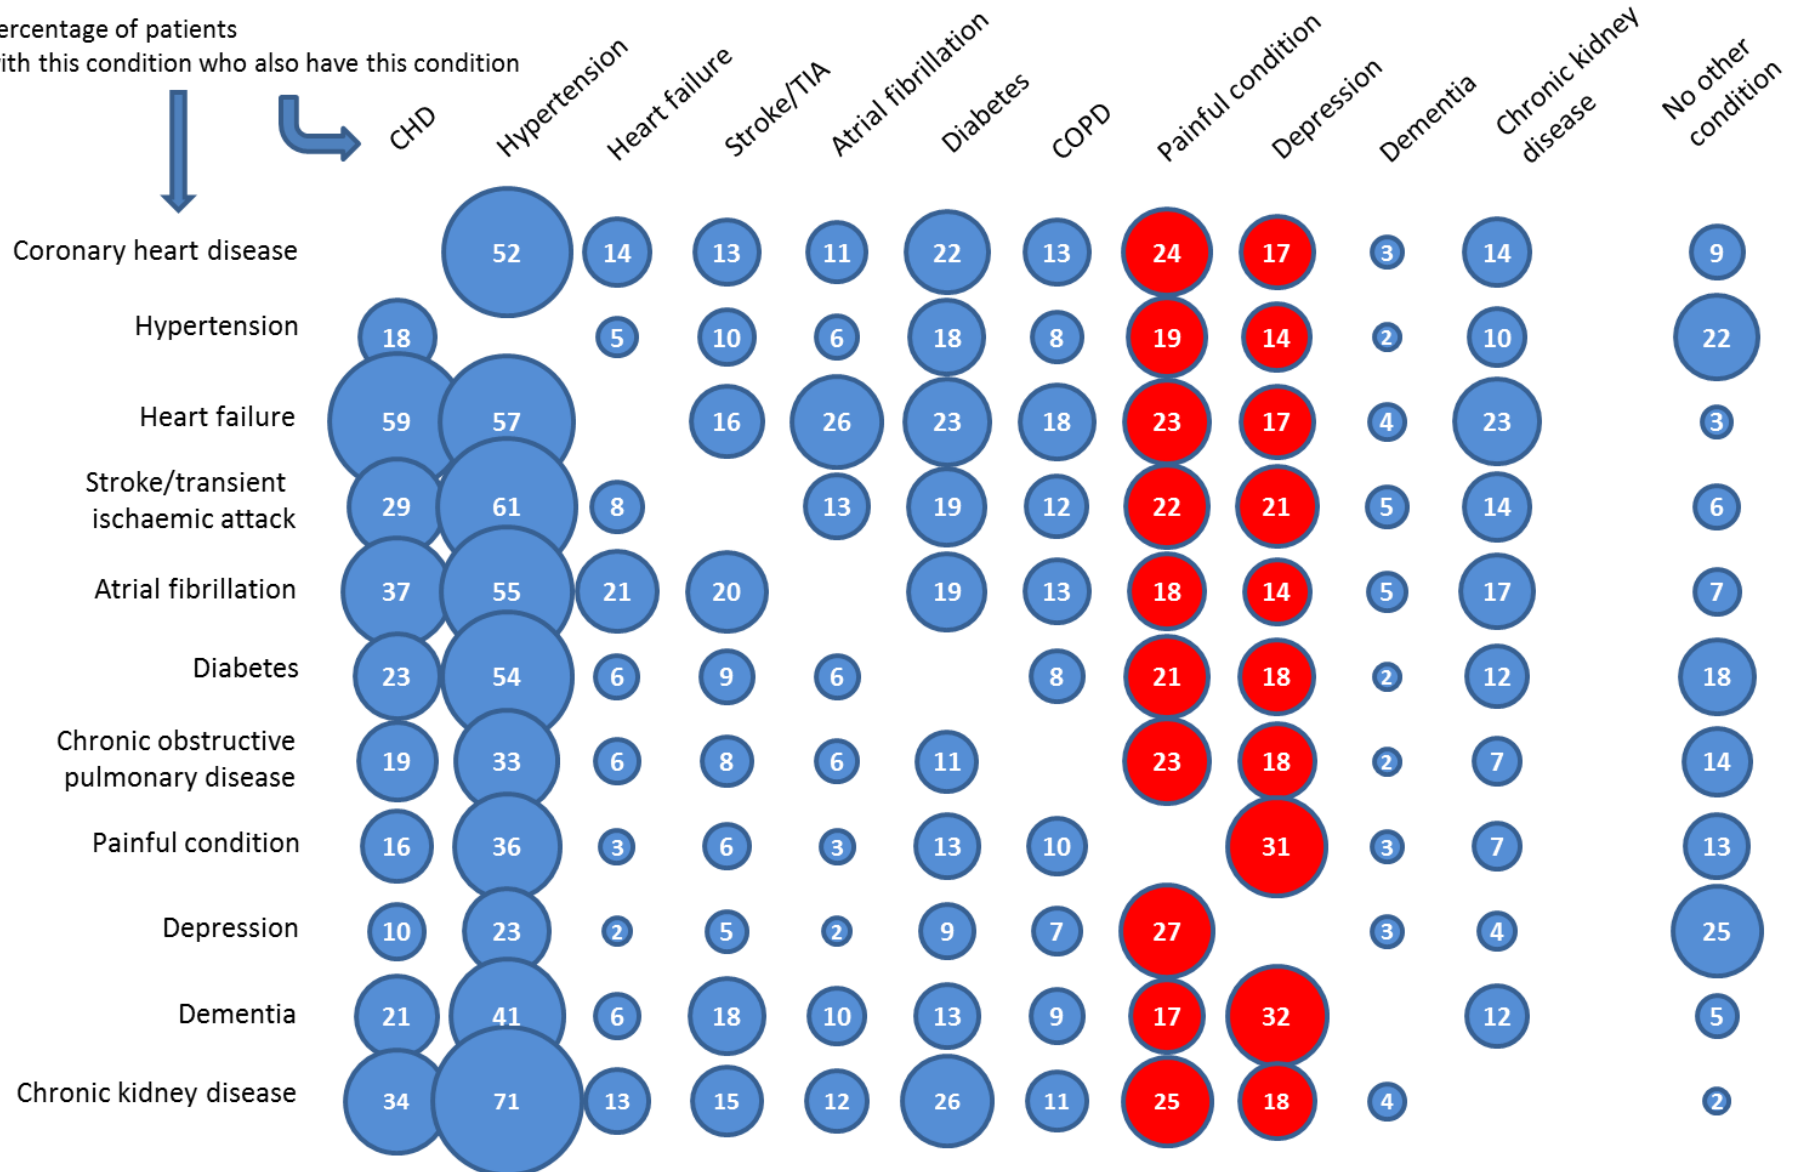 ercentage of patients
ith this condition who also have this condition
CHD
Hypertension
Heart failure
Stroke/TIA
Atrial fibrillation
Diabetes
COPD
Painful condition
Depression
Dementia
Chronic kidney
disease
No other
condition
Coronary heart disease 52 14 13 11 22 13 24 17 3 14 9
Hypertension 18 5 10 6 18 8 19 14 2 10 22
Heart failure 59 57 16 26 23 18 23 17 4 23 3
Stroke/transient
ischaemic attack 29 61 8 13 19 12 22 21 5 14 6
Atrial fibrillation 37 55 21 20 19 13 18 14 5 17 7
Diabetes 23 54 6 9 6 8 21 18 2 12 18
Chronic obstructive
pulmonary disease 19 33 6 8 6 11 23 18 2 7 14
Painful condition 16 36 3 6 3 13 10 31 3 7 13
Depression 10 23 2 5 2 9 7 27 3 4 25
Dementia 21 41 6 18 10 13 9 17 32 12 5
Chronic kidney disease 34 71 13 15 12 26 11 25 18 4 2